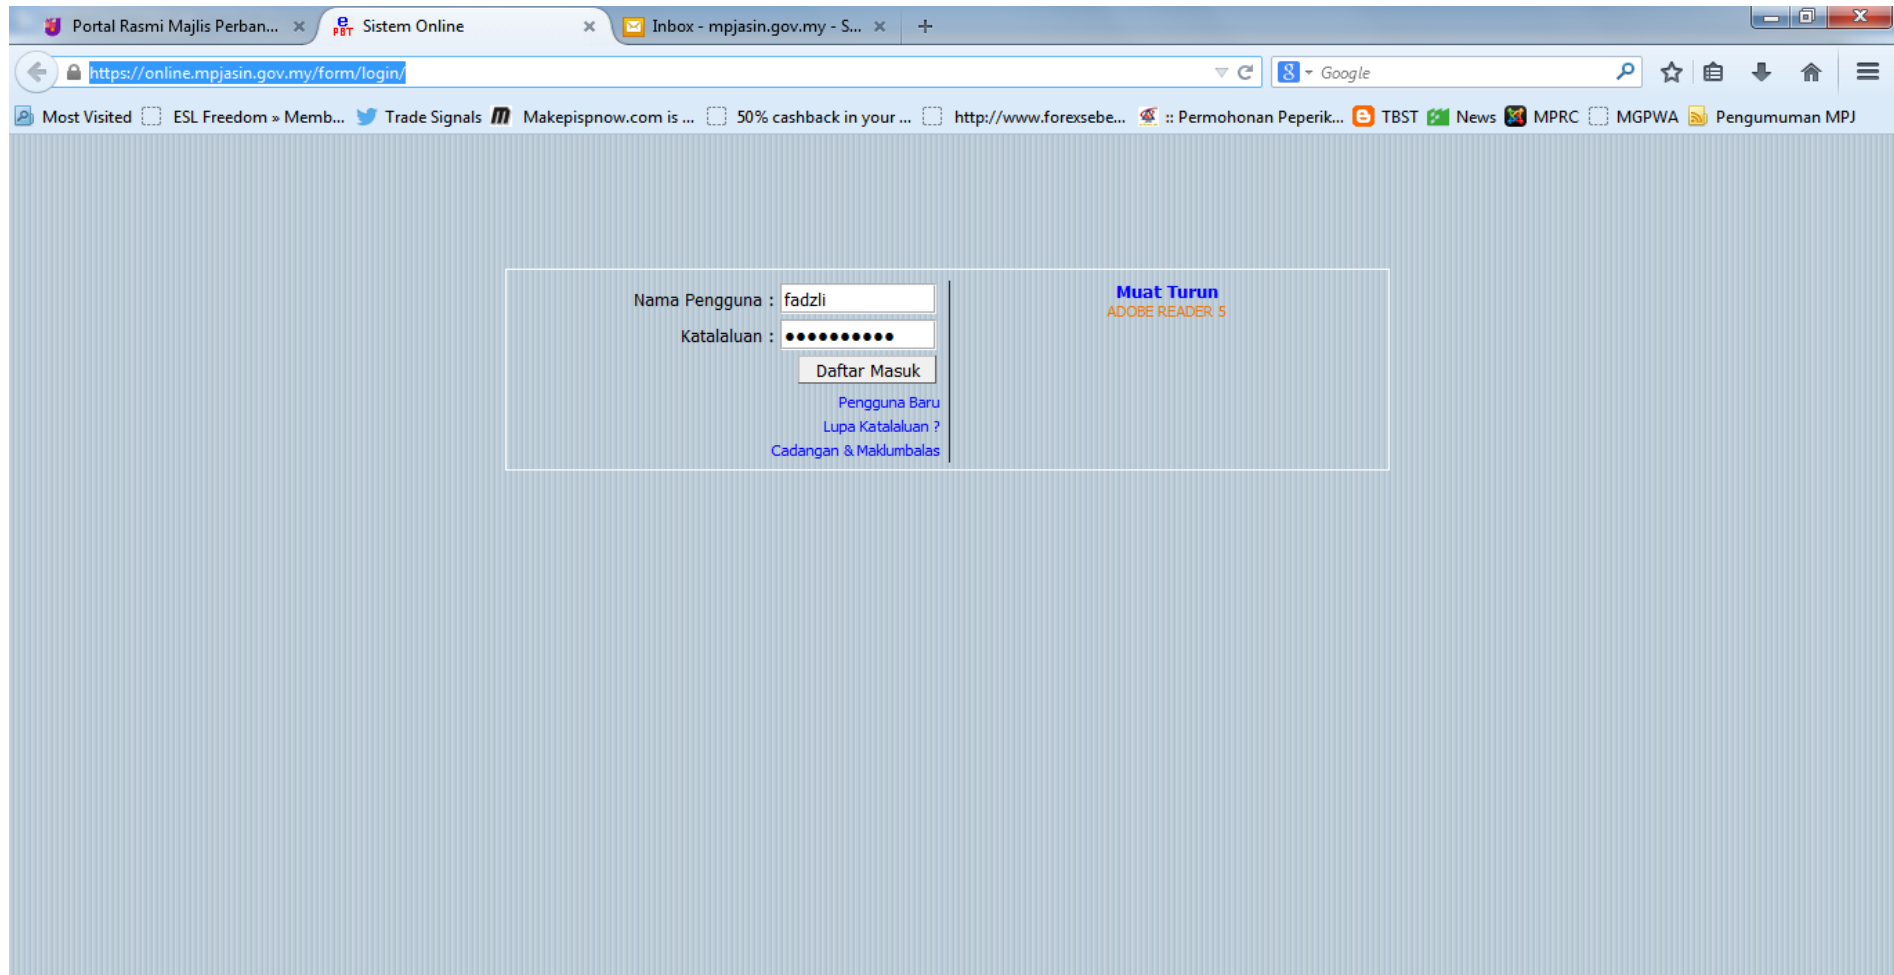 Portal Rasmi Majlis Perban...
e PBT Sistem Online
Inbox - mpjasin.gov.my - S...
https://online.mpjasin.gov.my/form/login/
8 Google
Most Visited ESL Freedom » Memb... Trade Signals m Makepispnow.com is ... 50% cashback in your ... http://www.forexsebe... :: Permohonan Peperik... TBST News MPRC MGPWA Pengumuman MPJ
Nama Pengguna : fadzli
Katalaluan : ●●●●●●●●●●
Daftar Masuk
Pengguna Baru
Lupa Katalaluan ?
Cadangan & Maklumbalas
Muat Turun
ADOBE READER 5